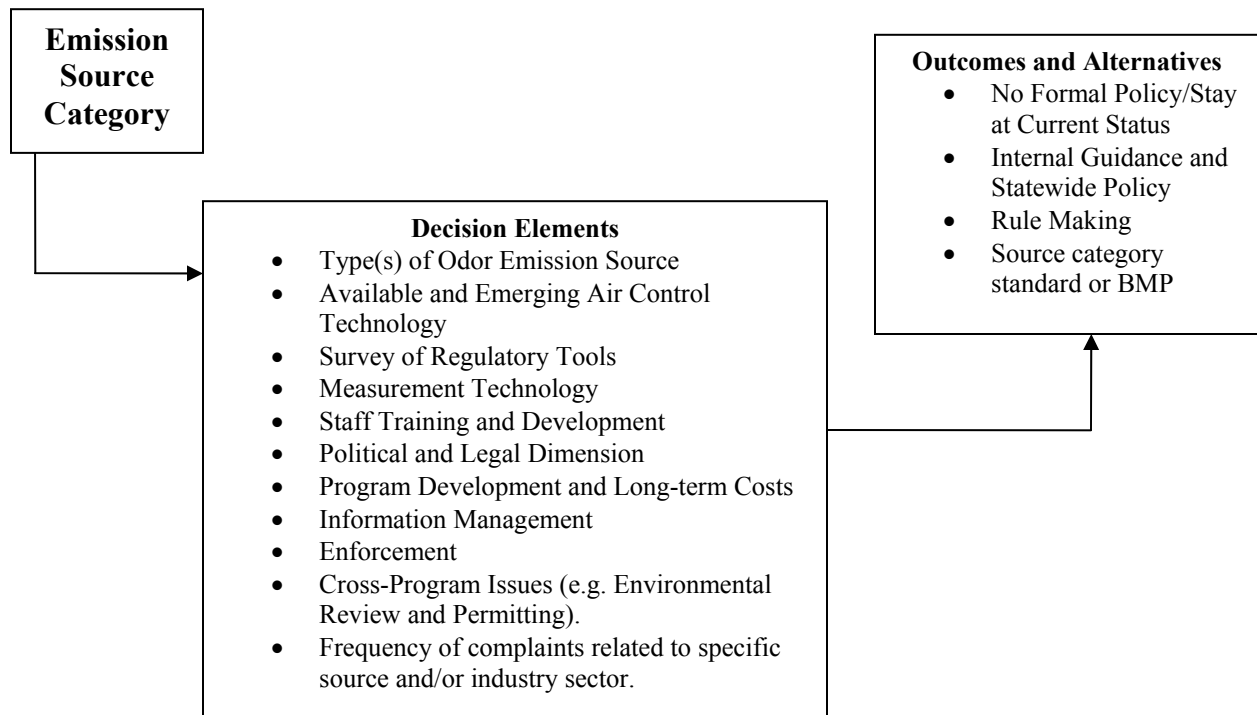 Emission
Source
Category
Outcomes and Alternatives
• No Formal Policy/Stay
at Current Status
• Internal Guidance and
Statewide Policy
• Rule Making
• Source category
standard or BMP
Decision Elements
• Type(s) of Odor Emission Source
• Available and Emerging Air Control
Technology
• Survey of Regulatory Tools
• Measurement Technology
• Staff Training and Development
• Political and Legal Dimension
• Program Development and Long-term Costs
• Information Management
• Enforcement
• Cross-Program Issues (e.g. Environmental
Review and Permitting).
• Frequency of complaints related to specific
source and/or industry sector.